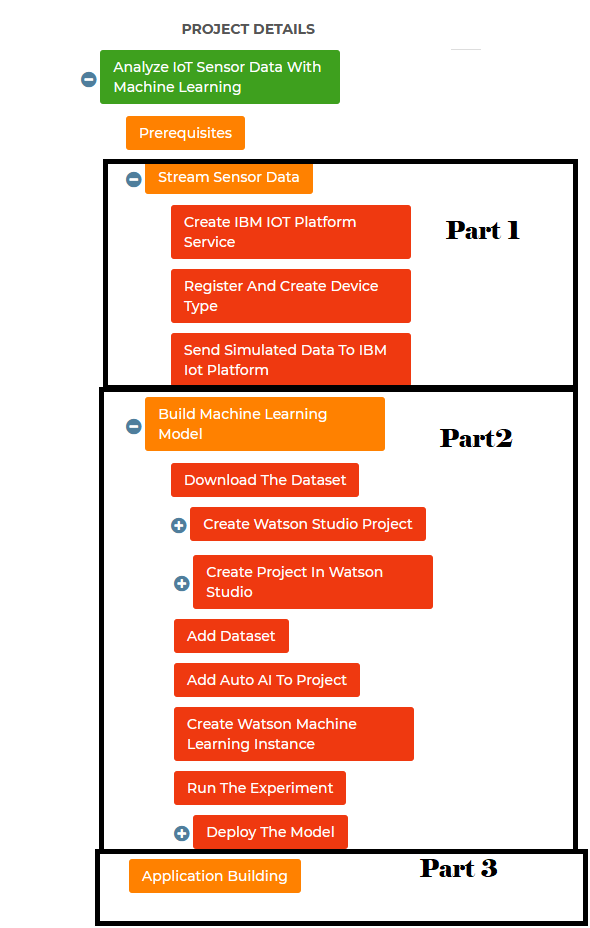 PROJECT DETAILS
Analyze IoT Sensor Data With
Machine Learning
Prerequisites
Stream Sensor Data
Create IBM IOT Platform
Service
Part 1
Register And Create Device
Type
Send Simulated Data To IBM
Iot Platform
Build Machine Learning
Model
Part2
Download The Dataset
Create Watson Studio Project
Create Project In Watson
Studio
Add Dataset
Add Auto AI To Project
Create Watson Machine
Learning Instance
Run The Experiment
Deploy The Model
Part 3
Application Building